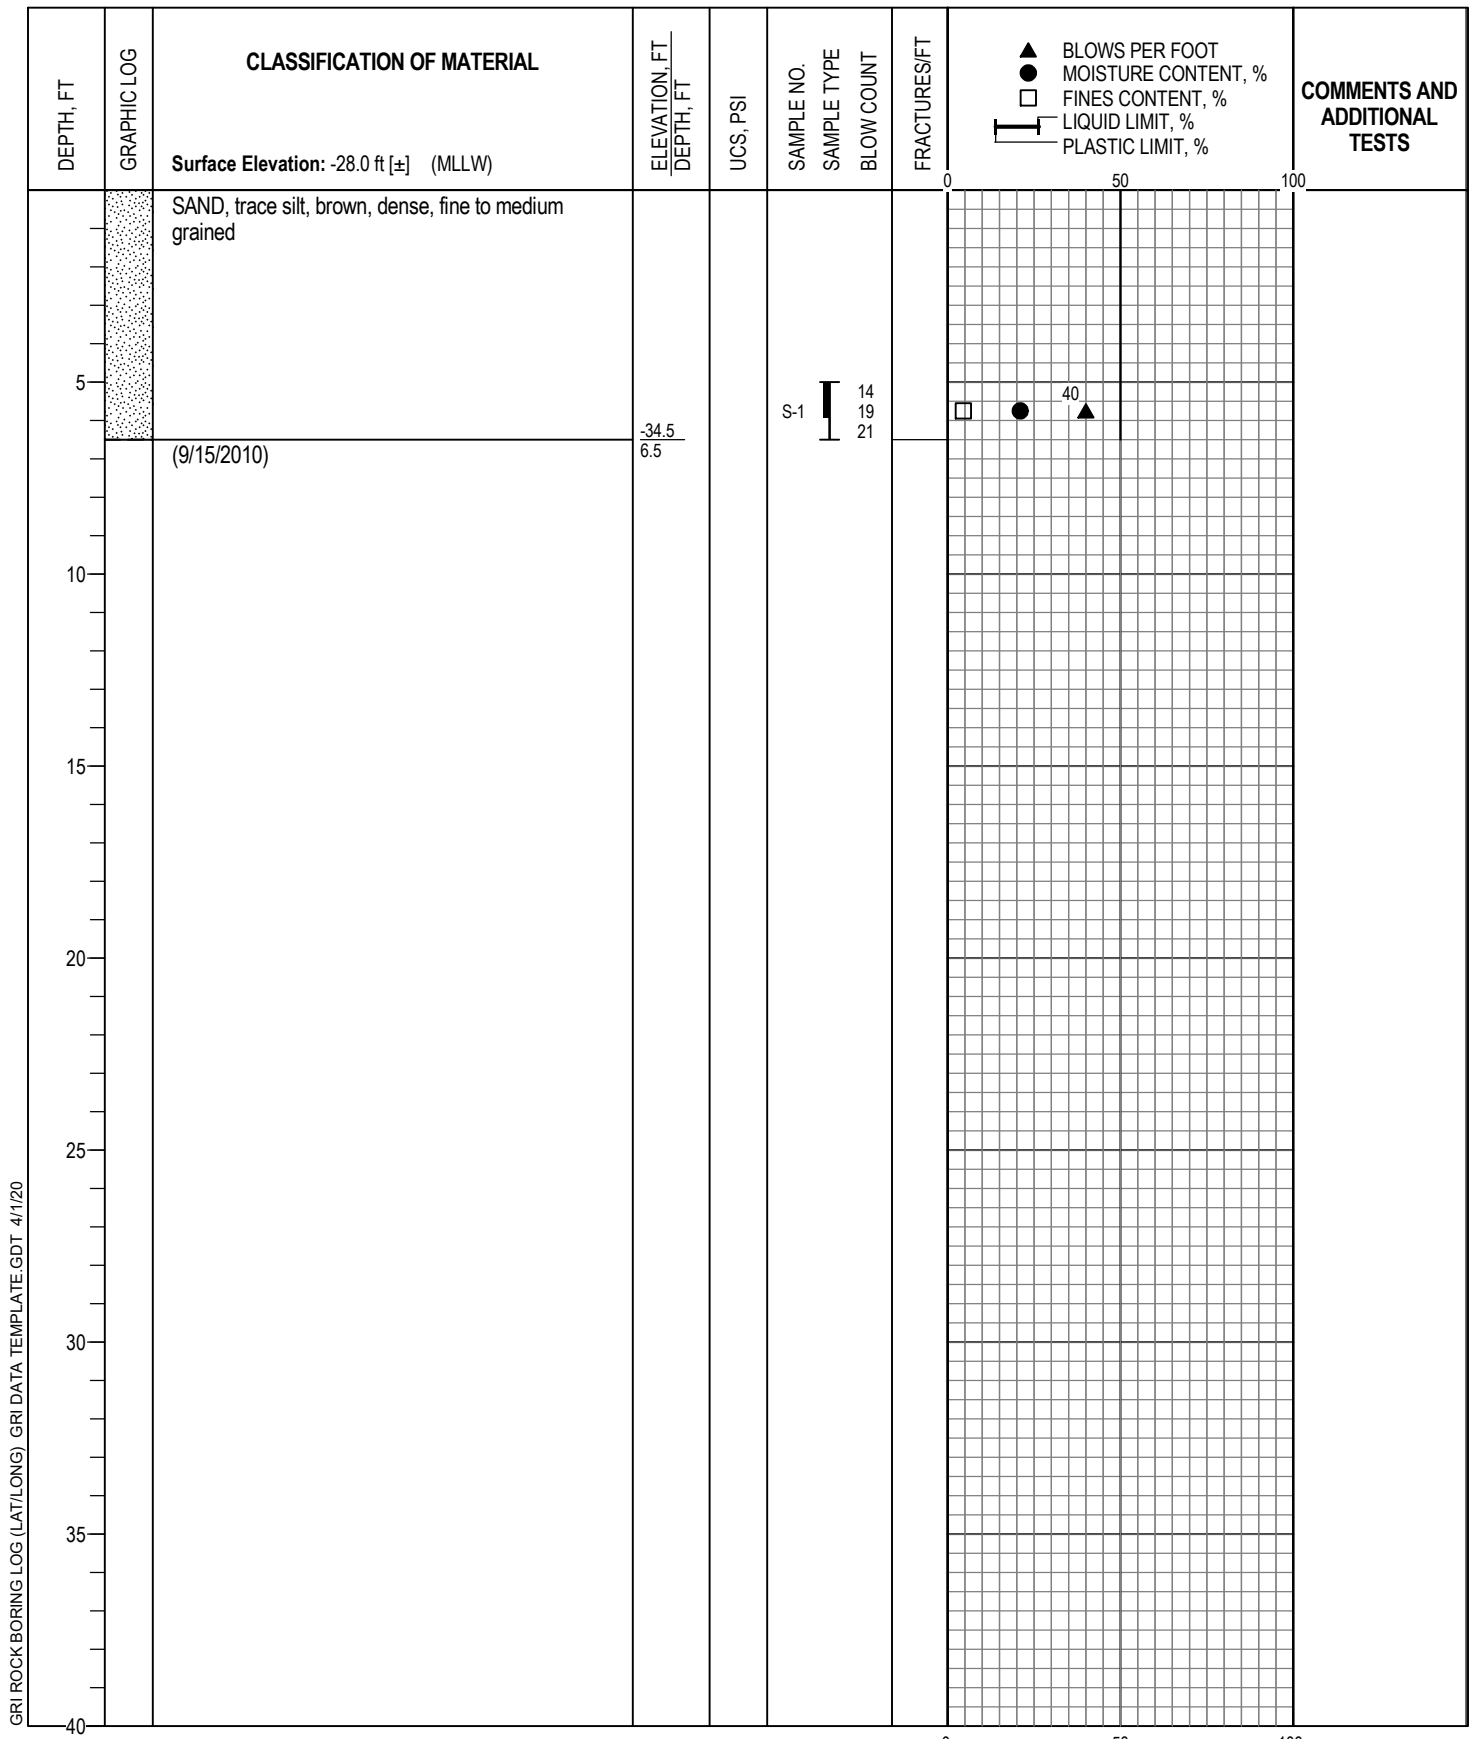 DEPTH, FT
GRAPHIC LOG
CLASSIFICATION OF MATERIAL
Surface Elevation: -28.0 ft [±] (MLLW)
ELEVATION, FT
DEPTH, FT
UCS, PSI
SAMPLE NO.
SAMPLE TYPE
BLOW COUNT
FRACTURES/FT
BLOWS PER FOOT
MOISTURE CONTENT, %
FINES CONTENT, %
LIQUID LIMIT, %
PLASTIC LIMIT, %
COMMENTS AND
ADDITIONAL
TESTS
0 50 100
SAND, trace silt, brown, dense, fine to medium
grained
5
14
S-1 19
21
40
-34.5
6.5
(9/15/2010)
10
15
20
25
30
35
40
GRI ROCK BORING LOG (LAT/LONG) GRI DATA TEMPLATE.GDT 4/1/20